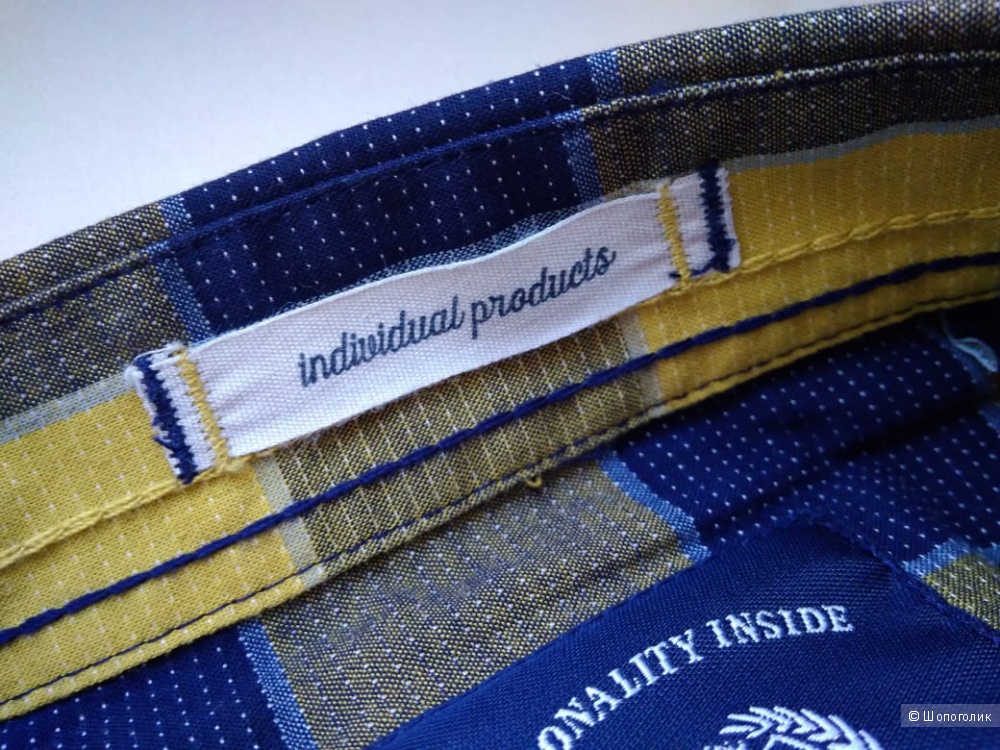 individual products
ONALITY INSIDE
© Шопоголик